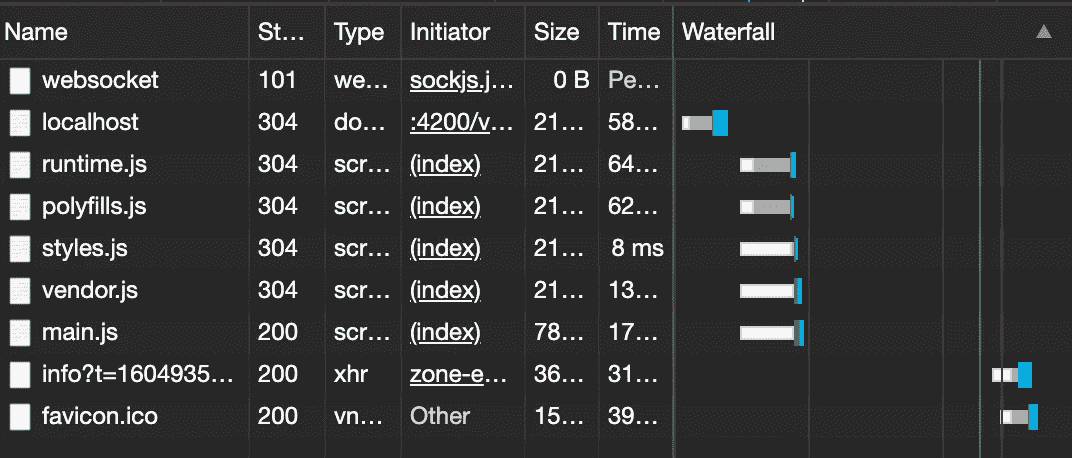 Name St... Type Initiator Size Time Waterfall
websocket 101 we... sockjs.j... 0 B Pe...
localhost 304 do... :4200/v... 21... 58...
runtime.js 304 scr... (index) 21... 64...
polyfills.js 304 scr... (index) 21... 62...
styles.js 304 scr... (index) 21... 8 ms
vendor.js 304 scr... (index) 21... 13...
main.js 200 scr... (index) 78... 17...
info?t=1604935... 200 xhr zone-e... 36... 31...
favicon.ico 200 vn... Other 15... 39...